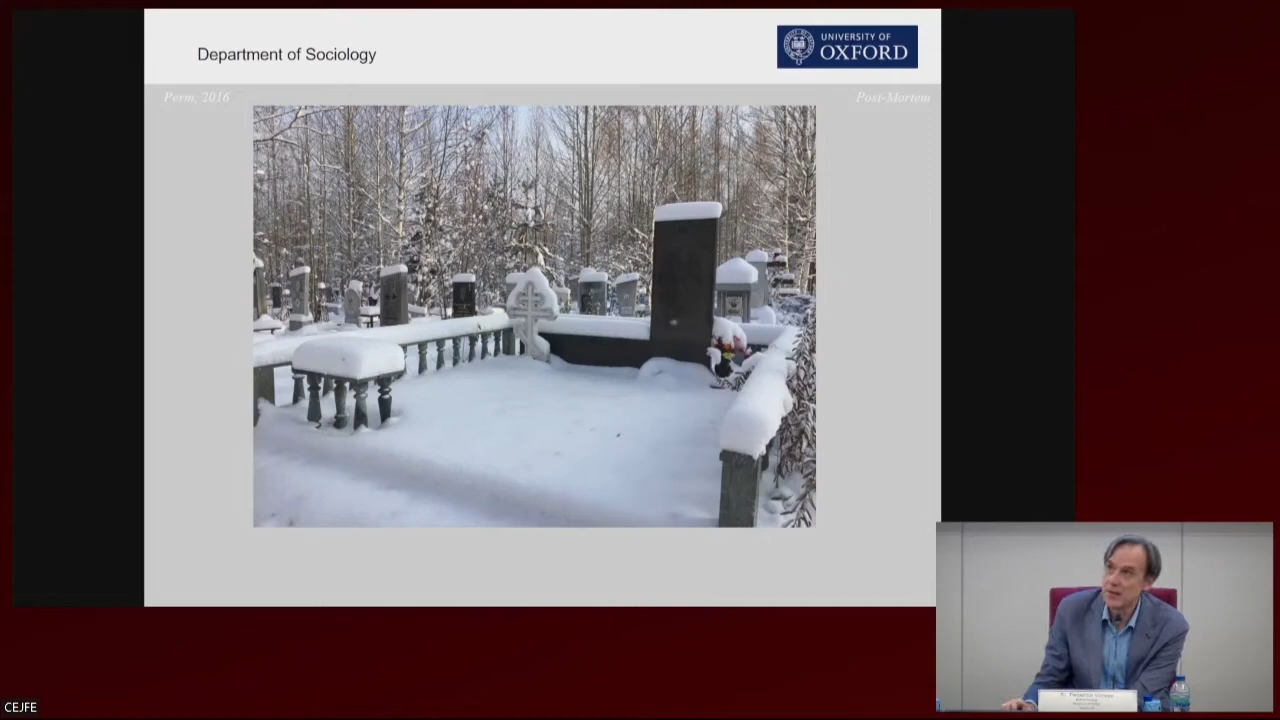 Department of Sociology
UNIVERSITY OF
OXFORD
Perm, 2016
Post-Mortem
CEJFE